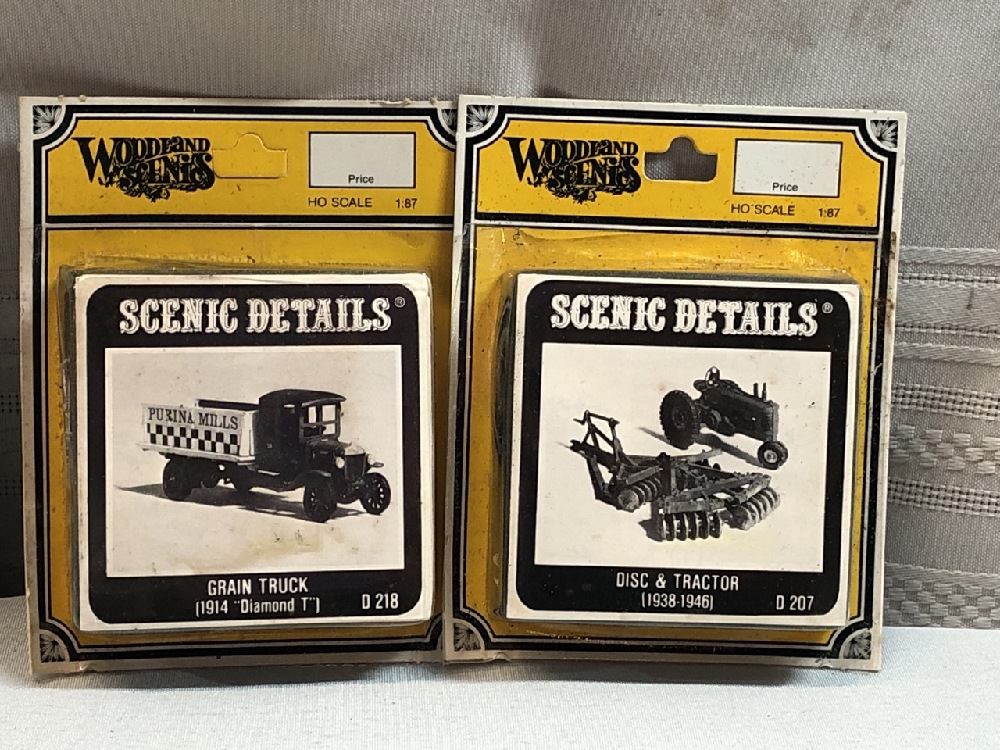 WOODLAND
SCENICS
Price
HO SCALE 1:87
SCENIC DETAILS®
PURINA MILLS
GRAIN TRUCK
(1914 "Diamond T") D 218
WOODLAND
SCENICS
Price
HO SCALE 1:87
SCENIC DETAILS®
DISC & TRACTOR
(1938-1946) D 207